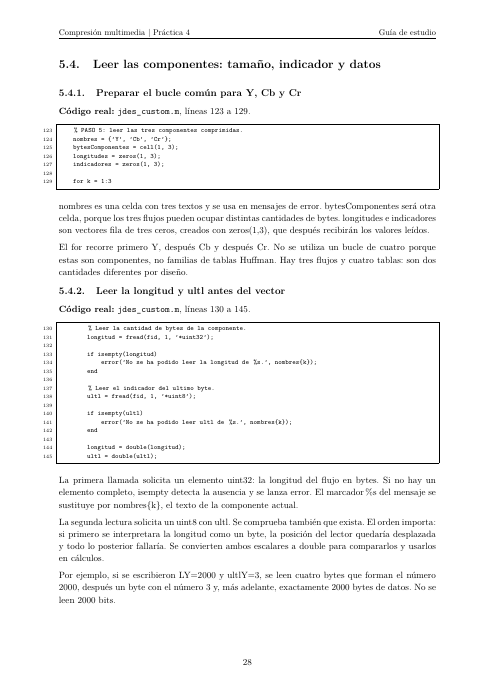 Compresión multimedia | Práctica 4
Guía de estudio
5.4. Leer las componentes: tamaño, indicador y datos
5.4.1. Preparar el bucle común para Y, Cb y Cr
Código real: jdes_custom.m, líneas 123 a 129.
123 % PASO 5: leer las tres componentes comprimidas.
124 nombres = {'Y', 'Cb', 'Cr'};
125 bytesComponentes = cell(1, 3);
126 longitudes = zeros(1, 3);
127 indicadores = zeros(1, 3);
128
129 for k = 1:3
nombres es una celda con tres textos y se usa en mensajes de error. bytesComponentes será otra
celda, porque los tres flujos pueden ocupar distintas cantidades de bytes. longitudes e indicadores
son vectores fila de tres ceros, creados con zeros(1,3), que después recibirán los valores leídos.
El for recorre primero Y, después Cb y después Cr. No se utiliza un bucle de cuatro porque
estas son componentes, no familias de tablas Huffman. Hay tres flujos y cuatro tablas: son dos
cantidades diferentes por diseño.
5.4.2. Leer la longitud y ultl antes del vector
Código real: jdes_custom.m, líneas 130 a 145.
130 % Leer la cantidad de bytes de la componente.
131 longitud = fread(fid, 1, '*uint32');
132
133 if isempty(longitud)
134 error('No se ha podido leer la longitud de %s.', nombres{k});
135 end
136
137 % Leer el indicador del ultimo byte.
138 ultl = fread(fid, 1, '*uint8');
139
140 if isempty(ultl)
141 error('No se ha podido leer ultl de %s.', nombres{k});
142 end
143
144 longitud = double(longitud);
145 ultl = double(ultl);
La primera llamada solicita un elemento uint32: la longitud del flujo en bytes. Si no hay un
elemento completo, isempty detecta la ausencia y se lanza error. El marcador %s del mensaje se
sustituye por nombres{k}, el texto de la componente actual.
La segunda lectura solicita un uint8 con ultl. Se comprueba también que exista. El orden importa:
si primero se interpretara la longitud como un byte, la posición del lector quedaría desplazada
y todo lo posterior fallaría. Se convierten ambos escalares a double para compararlos y usarlos
en cálculos.
Por ejemplo, si se escribieron LY=2000 y ultlY=3, se leen cuatro bytes que forman el número
2000, después un byte con el número 3 y, más adelante, exactamente 2000 bytes de datos. No se
leen 2000 bits.
28